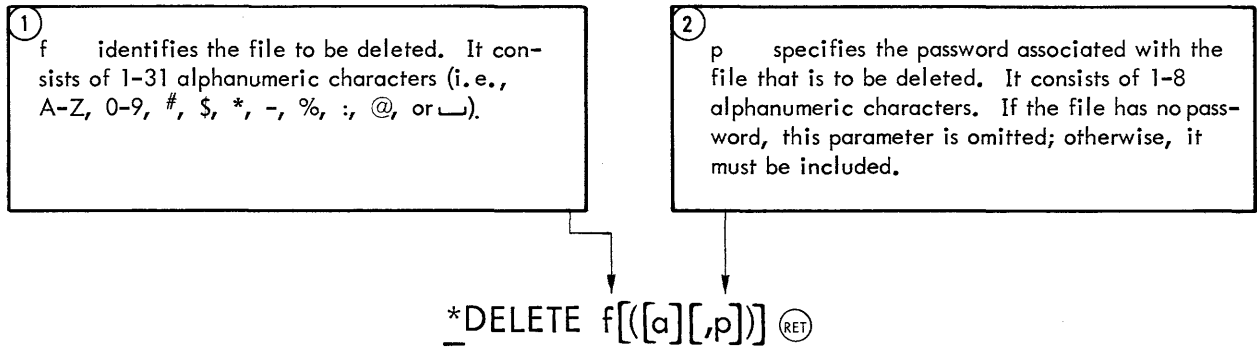 1
f identifies the file to be deleted. It con-
sists of 1-31 alphanumeric characters (i.e.,
A-Z, 0-9, #, $, *, -, %, :, @, or ⎵).
2
p specifies the password associated with the
file that is to be deleted. It consists of 1-8
alphanumeric characters. If the file has no pass-
word, this parameter is omitted; otherwise, it
must be included.
*DELETE f[([a][,p])] RET